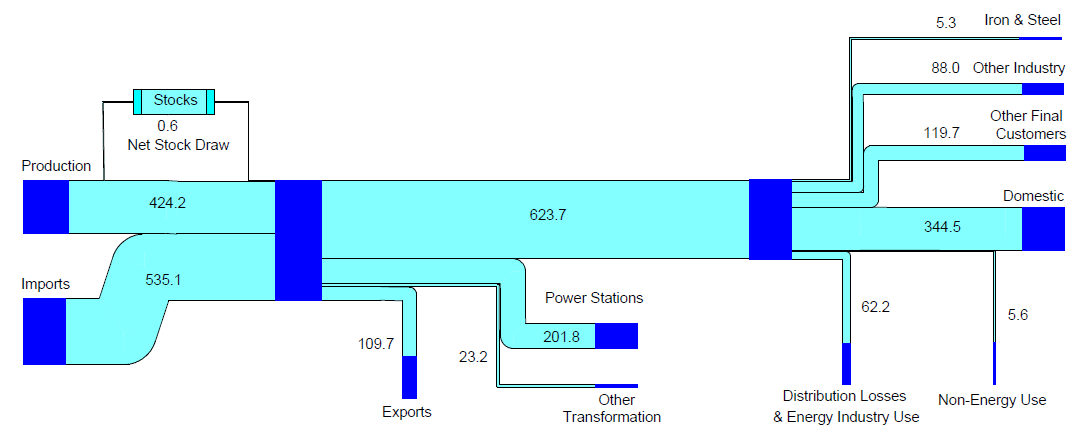 5.3
Iron & Steel
88.0
Other Industry
Stocks
0.6
Net Stock Draw
Other Final
Customers
119.7
Production
424.2
623.7
Domestic
344.5
Imports
535.1
Power Stations
201.8
62.2
5.6
109.7
23.2
Exports
Other
Transformation
Distribution Losses
& Energy Industry Use
Non-Energy Use